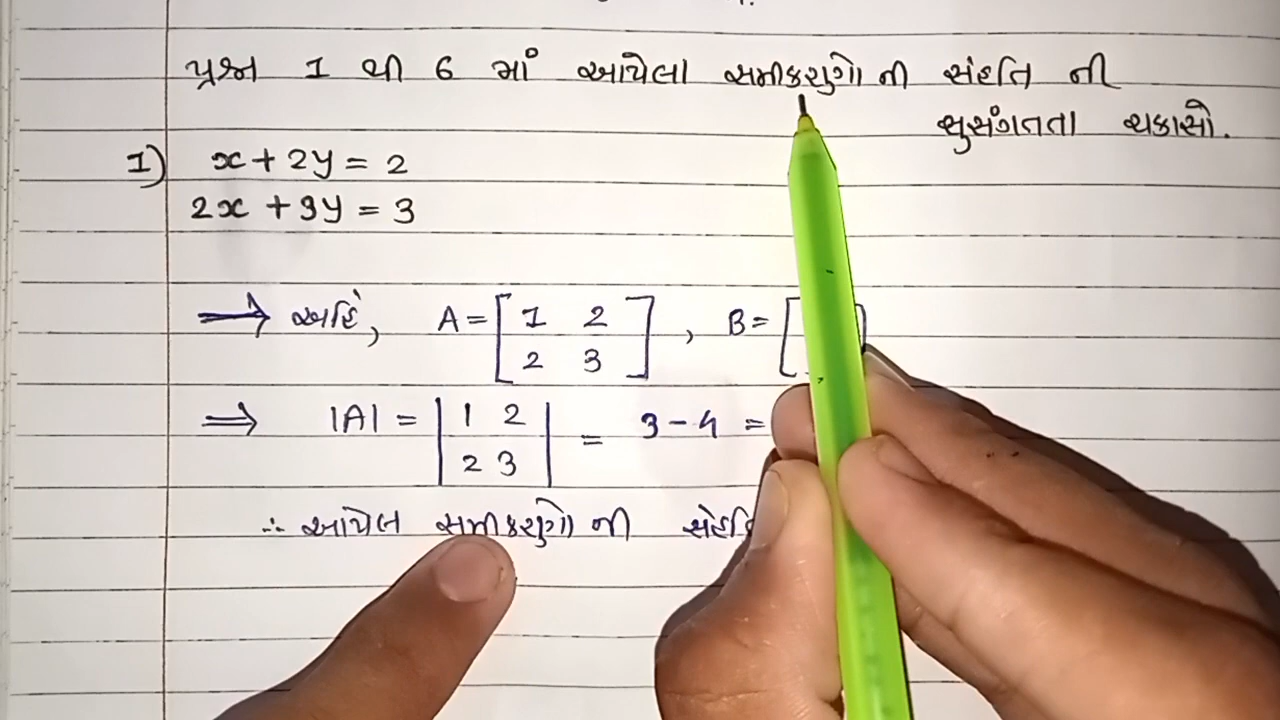 પ્રશ્ન 1 થી 6 માં આપેલા સમીકરણો ની સંહતિ ની
સુસંગતતા ચકાસો.
1) x + 2y = 2
2x + 3y = 3
⟹ અહિં, A = [ 1 2 ] , B = [
2 3
⟹ |A| = | 1 2 | = 3 - 4 =
2 3
∴ આપેલ સમીકરણો ની સંહતિ